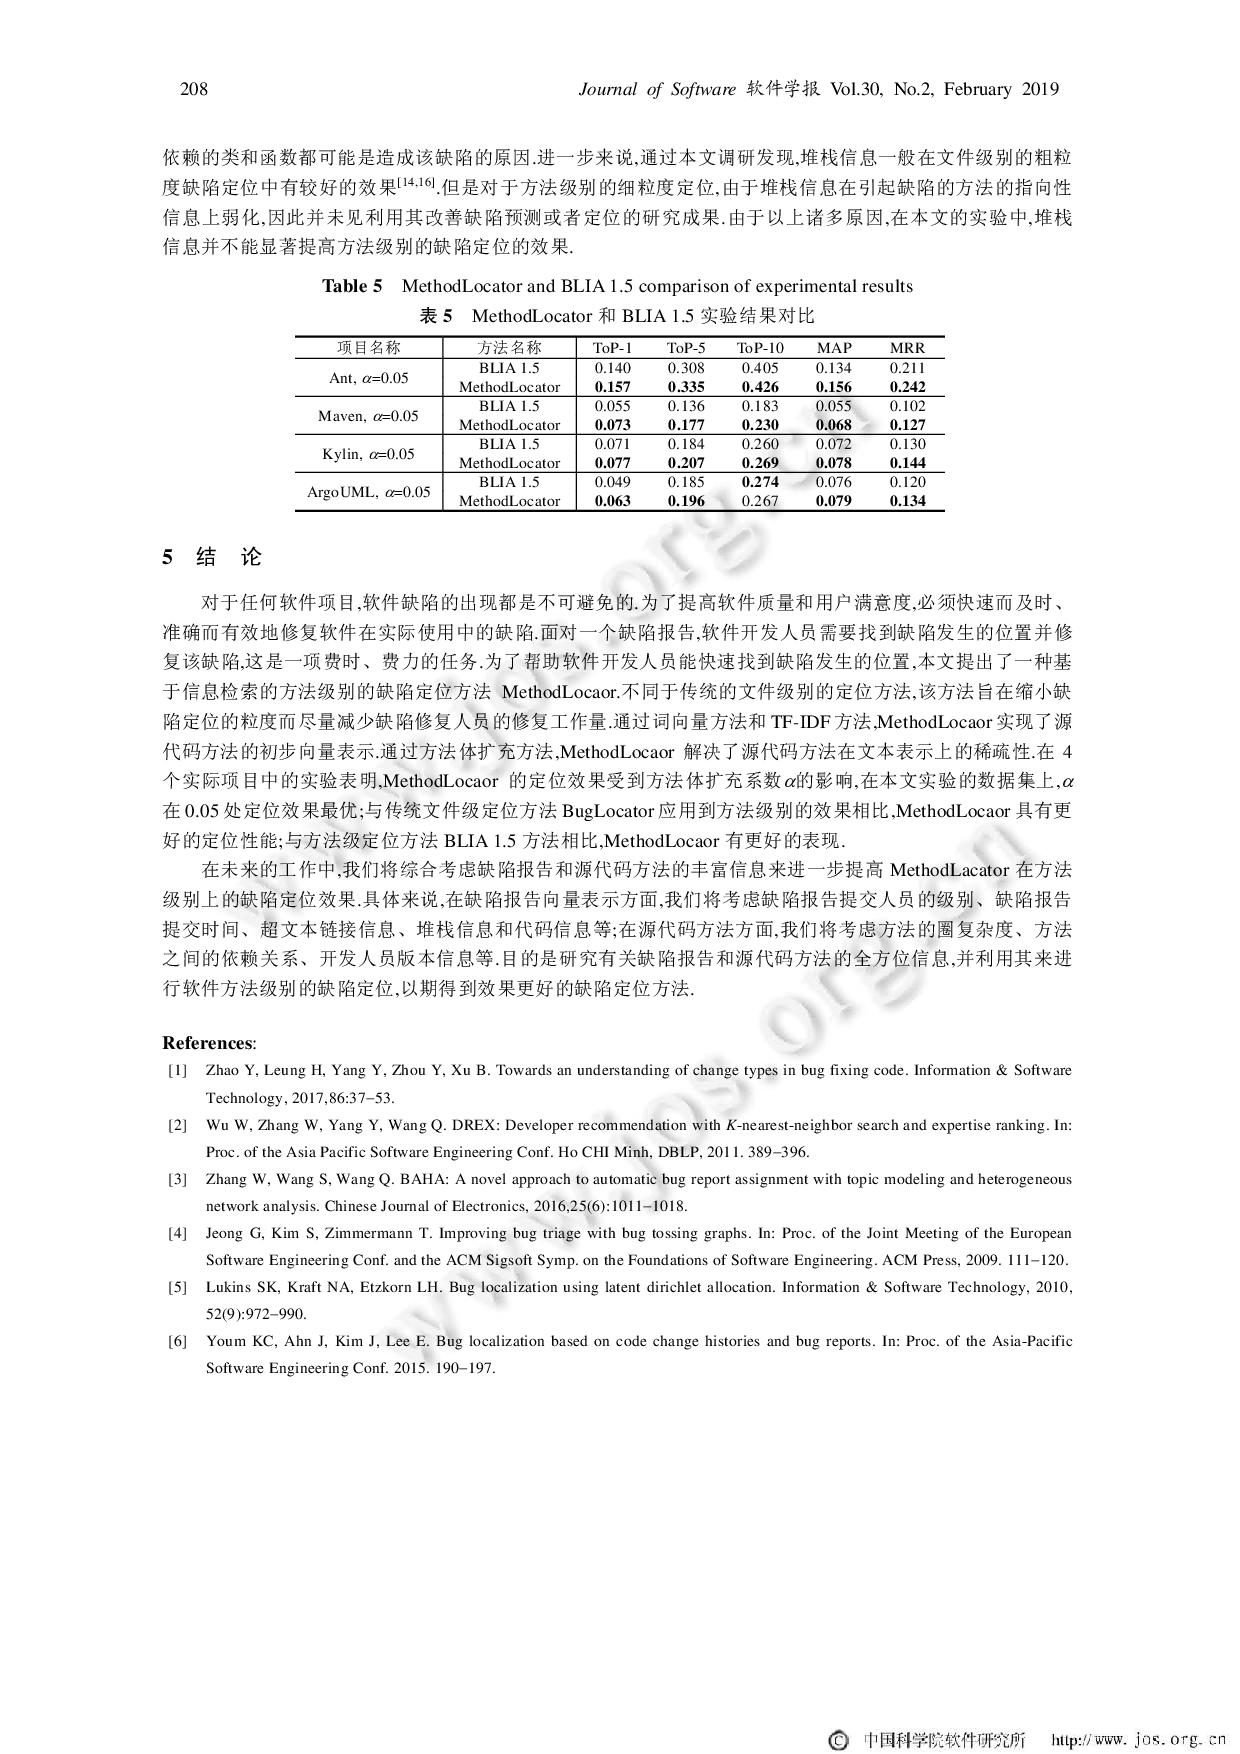 208
Journal of Software 软件学报 Vol.30, No.2, February 2019
依赖的类和函数都可能是造成该缺陷的原因.进一步来说,通过本文调研发现,堆栈信息一般在文件级别的粗粒
度缺陷定位中有较好的效果[14,16].但是对于方法级别的细粒度定位,由于堆栈信息在引起缺陷的方法的指向性
信息上弱化,因此并未见利用其改善缺陷预测或者定位的研究成果.由于以上诸多原因,在本文的实验中,堆栈
信息并不能显著提高方法级别的缺陷定位的效果.
Table 5 MethodLocator and BLIA 1.5 comparison of experimental results
表 5 MethodLocator 和 BLIA 1.5 实验结果对比
项目名称 方法名称 ToP-1 ToP-5 ToP-10 MAP MRR
Ant, α=0.05 BLIA 1.5 0.140 0.308 0.405 0.134 0.211
MethodLocator 0.157 0.335 0.426 0.156 0.242
Maven, α=0.05 BLIA 1.5 0.055 0.136 0.183 0.055 0.102
MethodLocator 0.073 0.177 0.230 0.068 0.127
Kylin, α=0.05 BLIA 1.5 0.071 0.184 0.260 0.072 0.130
MethodLocator 0.077 0.207 0.269 0.078 0.144
ArgoUML, α=0.05 BLIA 1.5 0.049 0.185 0.274 0.076 0.120
MethodLocator 0.063 0.196 0.267 0.079 0.134
5 结 论
对于任何软件项目,软件缺陷的出现都是不可避免的.为了提高软件质量和用户满意度,必须快速而及时、
准确而有效地修复软件在实际使用中的缺陷.面对一个缺陷报告,软件开发人员需要找到缺陷发生的位置并修
复该缺陷,这是一项费时、费力的任务.为了帮助软件开发人员能快速找到缺陷发生的位置,本文提出了一种基
于信息检索的方法级别的缺陷定位方法 MethodLocaor.不同于传统的文件级别的定位方法,该方法旨在缩小缺
陷定位的粒度而尽量减少缺陷修复人员的修复工作量.通过词向量方法和 TF-IDF 方法,MethodLocaor 实现了源
代码方法的初步向量表示.通过方法体扩充方法,MethodLocaor 解决了源代码方法在文本表示上的稀疏性.在 4
个实际项目中的实验表明,MethodLocaor 的定位效果受到方法体扩充系数α的影响,在本文实验的数据集上,α
在 0.05 处定位效果最优;与传统文件级定位方法 BugLocator 应用到方法级别的效果相比,MethodLocaor 具有更
好的定位性能;与方法级定位方法 BLIA 1.5 方法相比,MethodLocaor 有更好的表现.
在未来的工作中,我们将综合考虑缺陷报告和源代码方法的丰富信息来进一步提高 MethodLacator 在方法
级别上的缺陷定位效果.具体来说,在缺陷报告向量表示方面,我们将考虑缺陷报告提交人员的级别、缺陷报告
提交时间、超文本链接信息、堆栈信息和代码信息等;在源代码方法方面,我们将考虑方法的圈复杂度、方法
之间的依赖关系、开发人员版本信息等.目的是研究有关缺陷报告和源代码方法的全方位信息,并利用其来进
行软件方法级别的缺陷定位,以期得到效果更好的缺陷定位方法.
References:
[1] Zhao Y, Leung H, Yang Y, Zhou Y, Xu B. Towards an understanding of change types in bug fixing code. Information & Software
Technology, 2017,86:37−53.
[2] Wu W, Zhang W, Yang Y, Wang Q. DREX: Developer recommendation with K-nearest-neighbor search and expertise ranking. In:
Proc. of the Asia Pacific Software Engineering Conf. Ho CHI Minh, DBLP, 2011. 389−396.
[3] Zhang W, Wang S, Wang Q. BAHA: A novel approach to automatic bug report assignment with topic modeling and heterogeneous
network analysis. Chinese Journal of Electronics, 2016,25(6):1011−1018.
[4] Jeong G, Kim S, Zimmermann T. Improving bug triage with bug tossing graphs. In: Proc. of the Joint Meeting of the European
Software Engineering Conf. and the ACM Sigsoft Symp. on the Foundations of Software Engineering. ACM Press, 2009. 111−120.
[5] Lukins SK, Kraft NA, Etzkorn LH. Bug localization using latent dirichlet allocation. Information & Software Technology, 2010,
52(9):972−990.
[6] Youm KC, Ahn J, Kim J, Lee E. Bug localization based on code change histories and bug reports. In: Proc. of the Asia-Pacific
Software Engineering Conf. 2015. 190−197.
www.jos.org.cn
www.jos.org.cn
© 中国科学院软件研究所 http://www.jos.org.cn